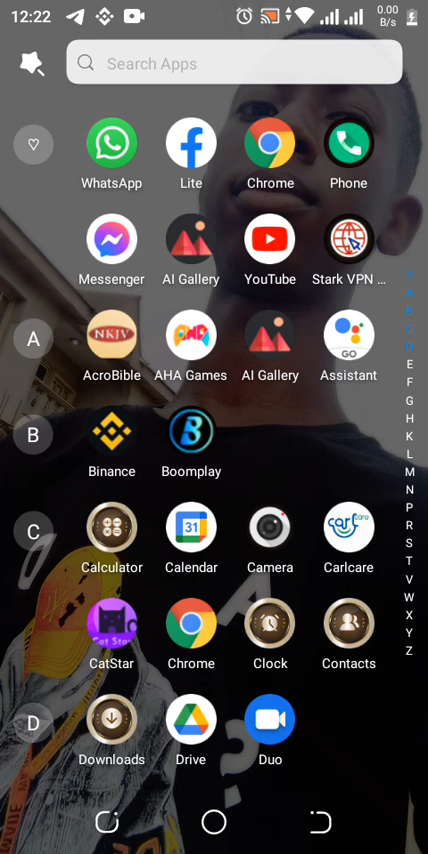 12:22
0.00
B/s
Search Apps
WhatsApp Lite Chrome Phone
Messenger AI Gallery YouTube Stark VPN ...
A
NKJV
AHA
GO
AcroBible AHA Games AI Gallery Assistant
B
Binance Boomplay
C
31
Carlcare
Calculator Calendar Camera Carlcare
Cat Star
CatStar Chrome Clock Contacts
D
Downloads Drive Duo
E
F
G
H
K
L
M
N
P
R
S
T
V
W
X
Y
Z